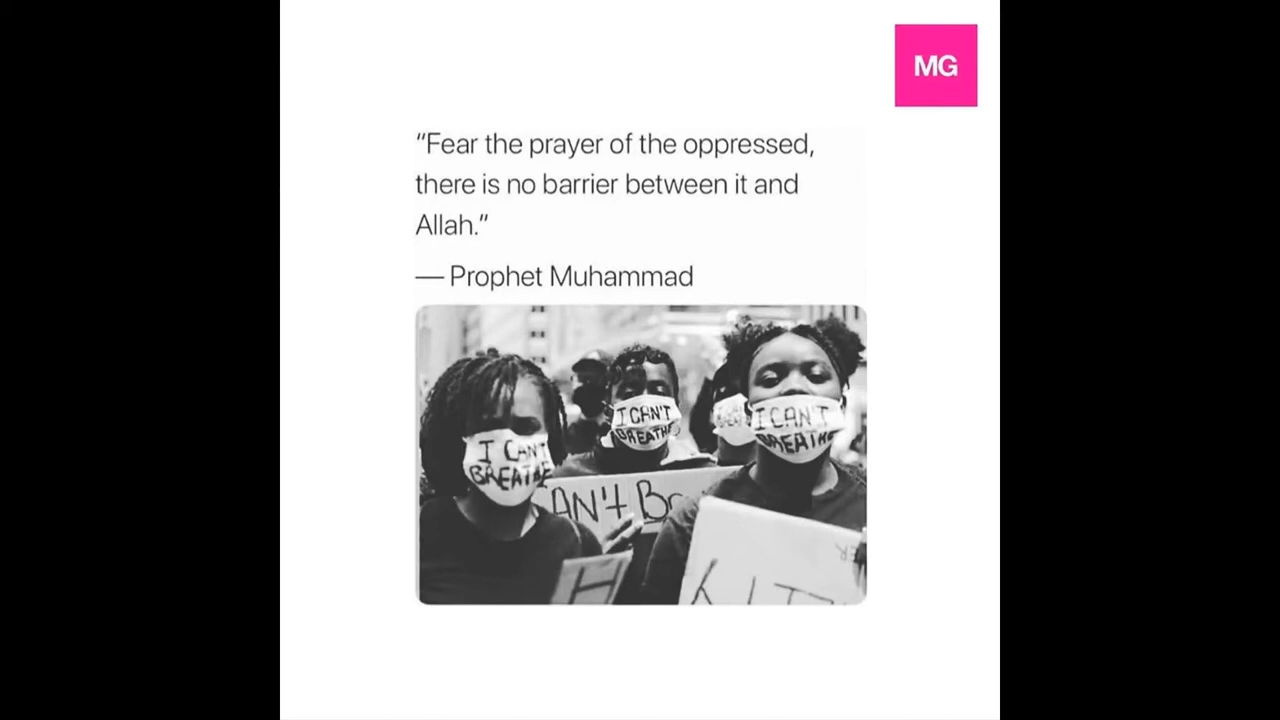 MG
“Fear the prayer of the oppressed,
there is no barrier between it and
Allah.”
— Prophet Muhammad
I CAN'T
BREATHE
I CAN'T
BREATHE
I CAN'T
BREATHE
AN'T
H